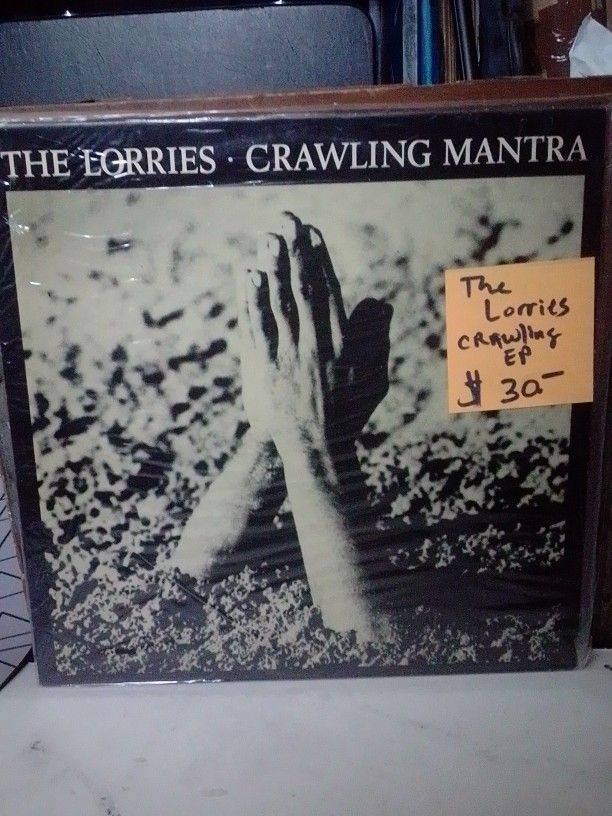 THE LORRIES · CRAWLING MANTRA
The
Lorries
CRAWlING
EP
$ 30.–